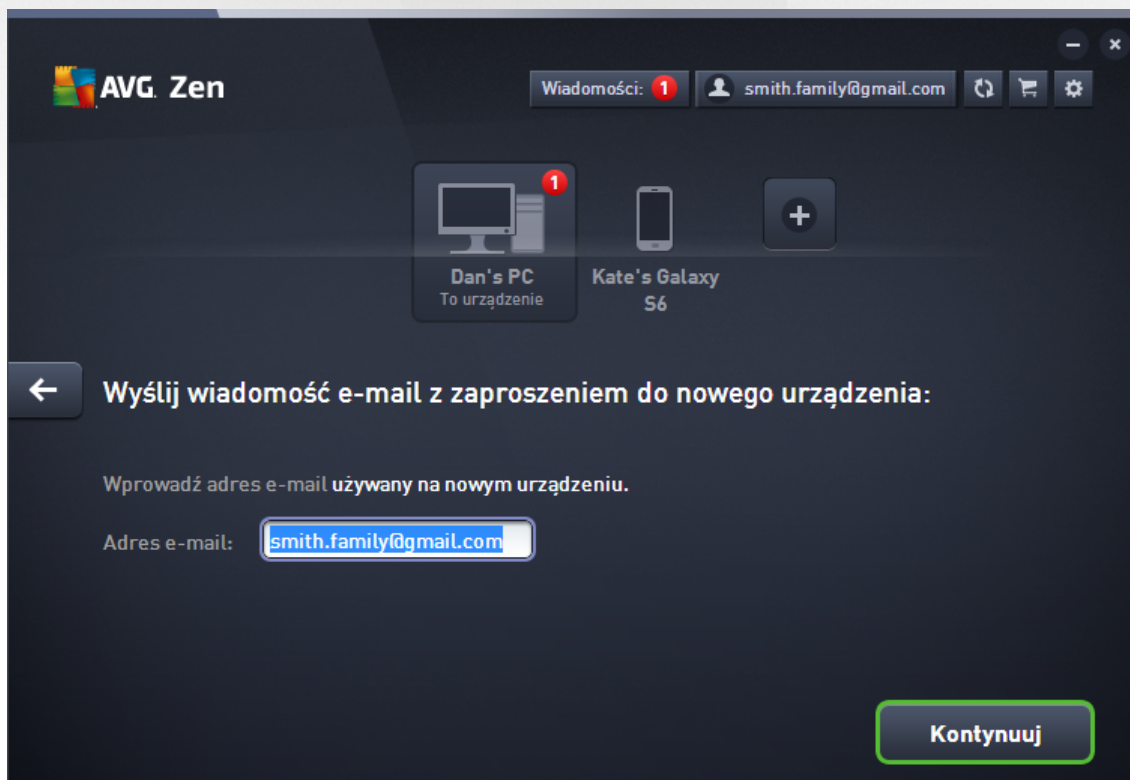 AVG. Zen
Wiadomości: 1
smith.family@gmail.com
1
Dan's PC
To urządzenie
Kate's Galaxy
S6
Wyślij wiadomość e-mail z zaproszeniem do nowego urządzenia:
Wprowadź adres e-mail używany na nowym urządzeniu.
Adres e-mail: smith.family@gmail.com
Kontynuuj